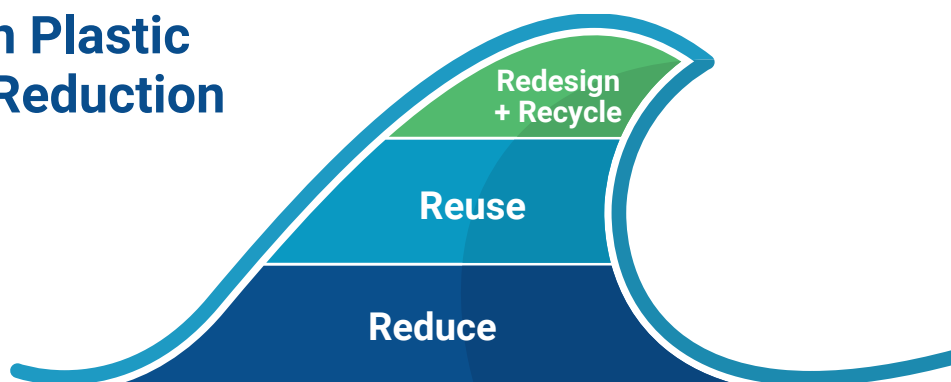 Plastic
Reduction
Redesign
+ Recycle
Reuse
Reduce